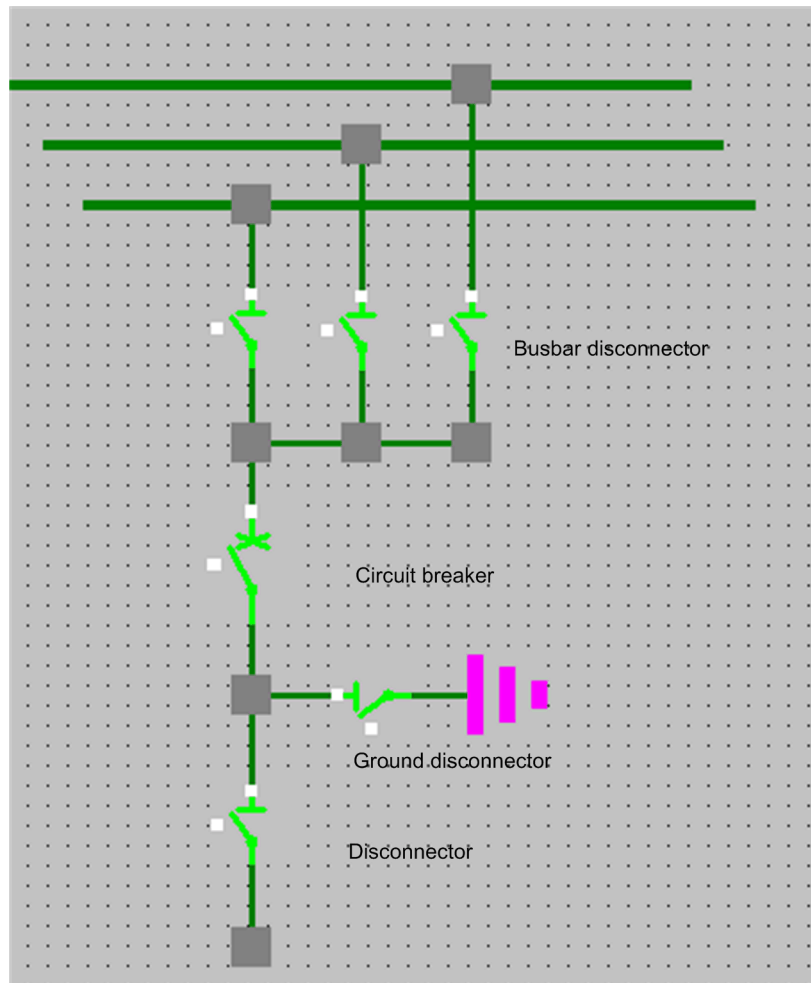 Busbar disconnector
Circuit breaker
Ground disconnector
Disconnector